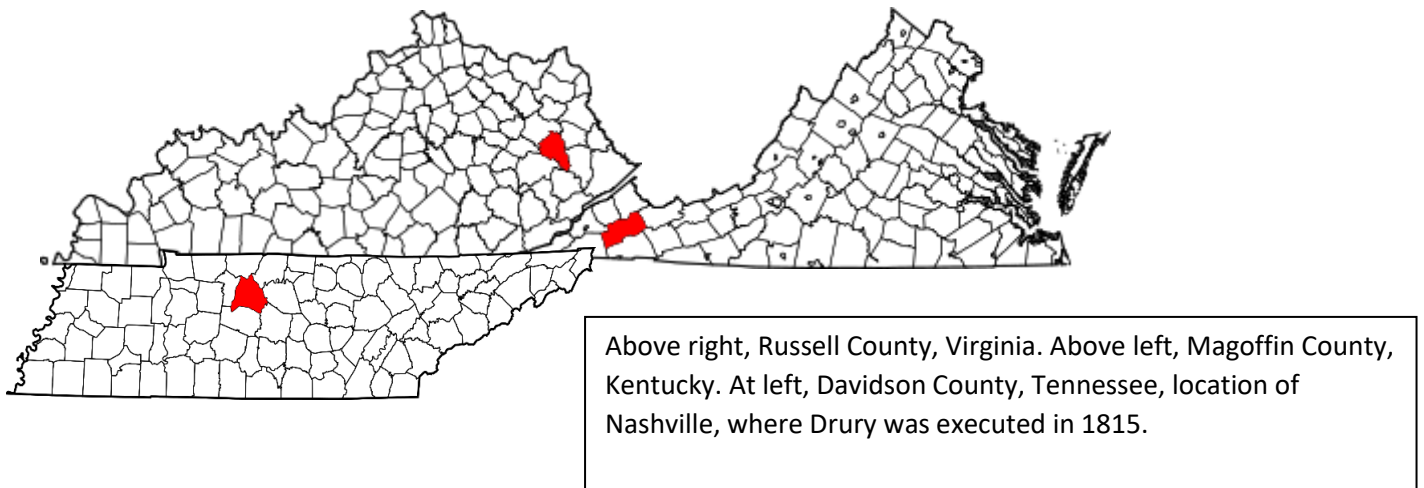 Above right, Russell County, Virginia. Above left, Magoffin County,
Kentucky. At left, Davidson County, Tennessee, location of
Nashville, where Drury was executed in 1815.